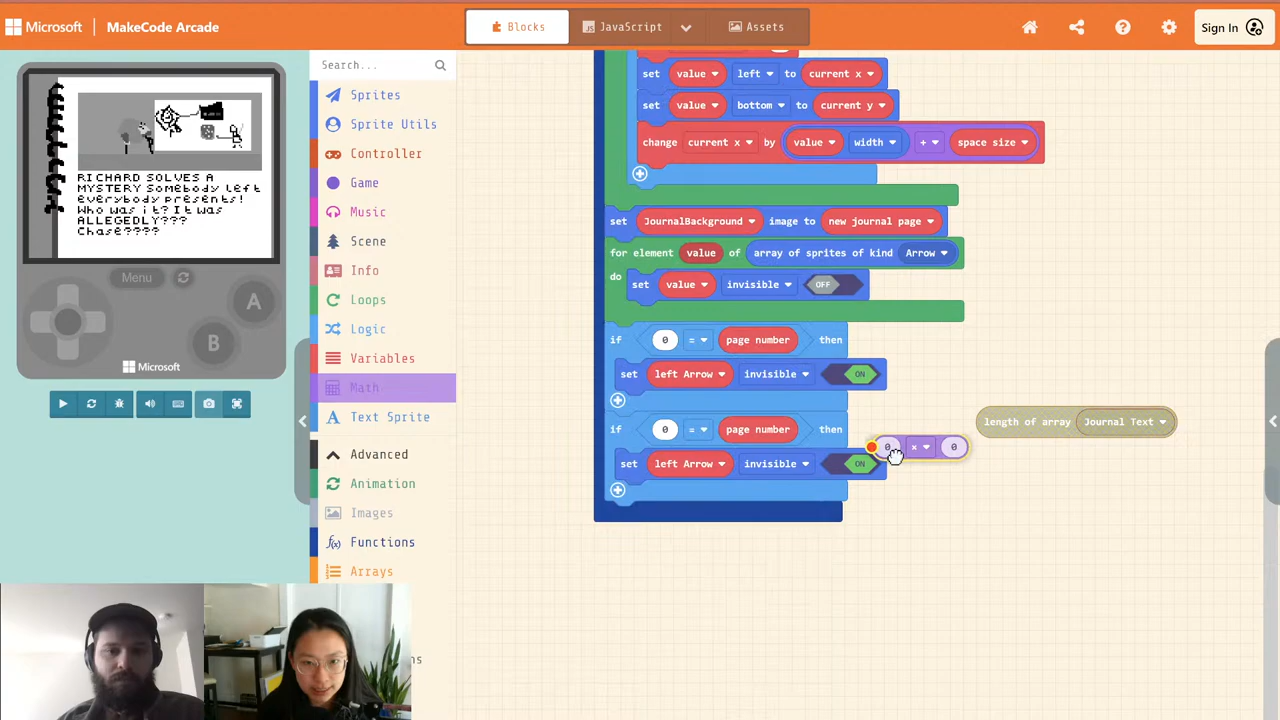 Microsoft
MakeCode Arcade
Blocks
JavaScript
Assets
Sign In
RICHARD SOLVES A
MYSTERY Somebody left
everybody presents!
Who was it? It was
ALLEGEDLY???
Chase????
Menu
A
B
Microsoft
Search...
Sprites
Sprite Utils
Controller
Game
Music
Scene
Info
Loops
Logic
Variables
Math
Text Sprite
Advanced
Animation
Images
Functions
Arrays
set value left to current x
set value bottom to current y
change current x by value width + space size
set JournalBackground image to new journal page
for element value of array of sprites of kind Arrow
do set value invisible OFF
if 0 = page number then
set left Arrow invisible ON
if 0 = page number then
set left Arrow invisible ON
length of array Journal Text
0 × 0